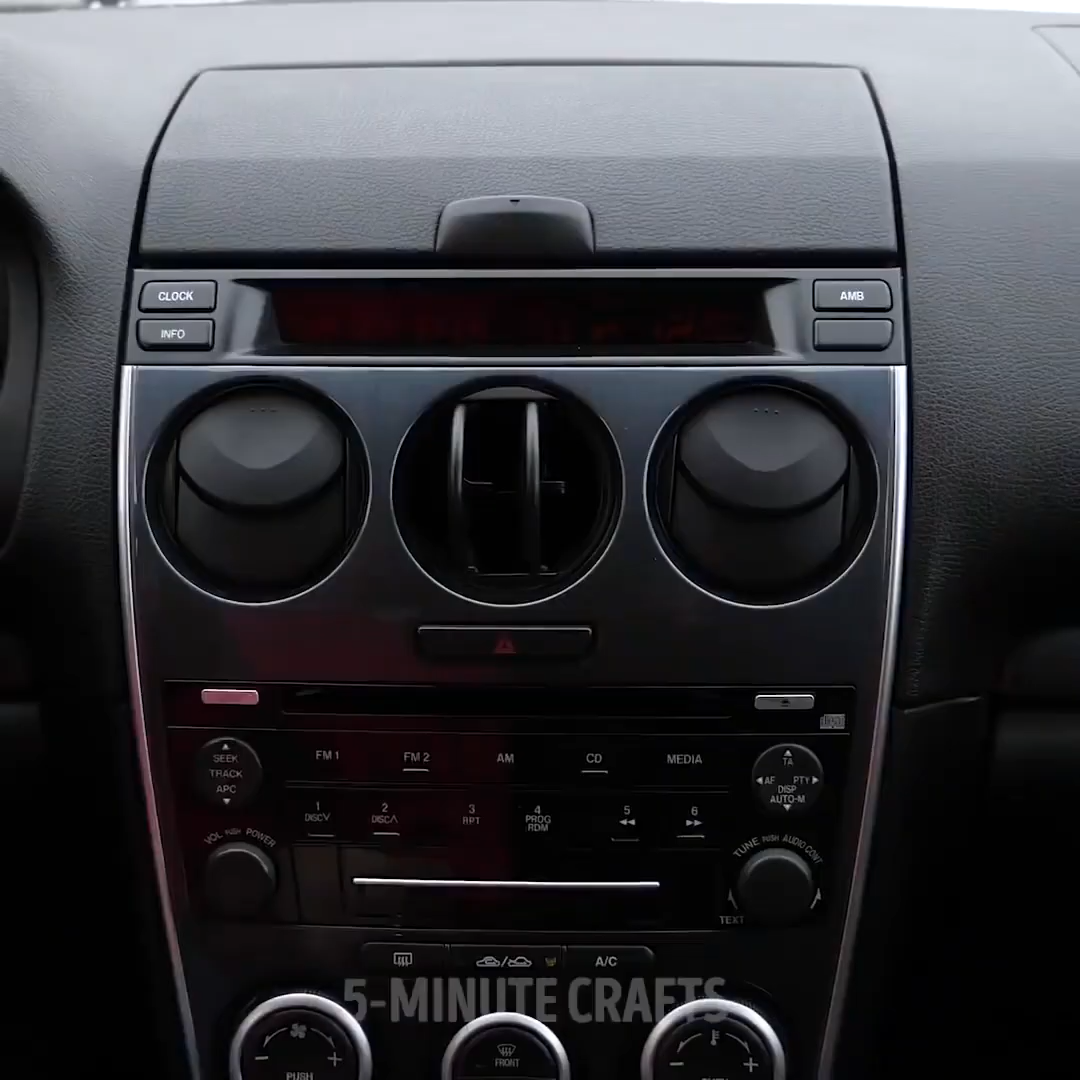 CLOCK
AMB
INFO
FM 1
FM 2
AM
CD
MEDIA
SEEK
TRACK
APC
TA
AF
PTY
DISP
AUTO-M
1
DISC
2
DISC
3
RPT
4
PROG
RDM
5
6
VOL PUSH POWER
TUNE PUSH AUDIO CONT
TEXT
A/C
5-MINUTE CRAFTS
FRONT
PUSH